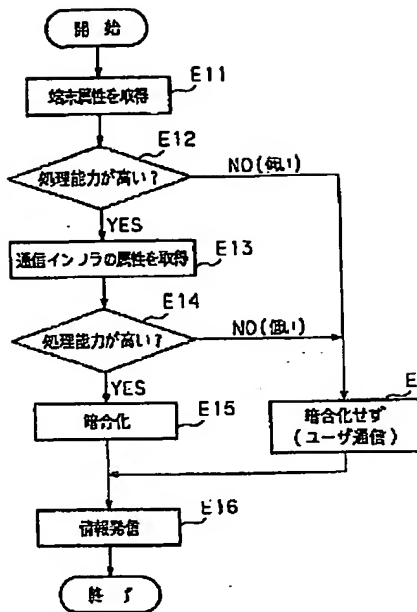 開始
E11
端末属性を取得
E12
処理能力が高い?
NO(低い)
YES
E13
通信インフラの属性を取得
E14
処理能力が高い?
NO(低い)
YES
E15
暗合化
E
暗合化せず
(ユーザ通信)
E16
情報発信
終了